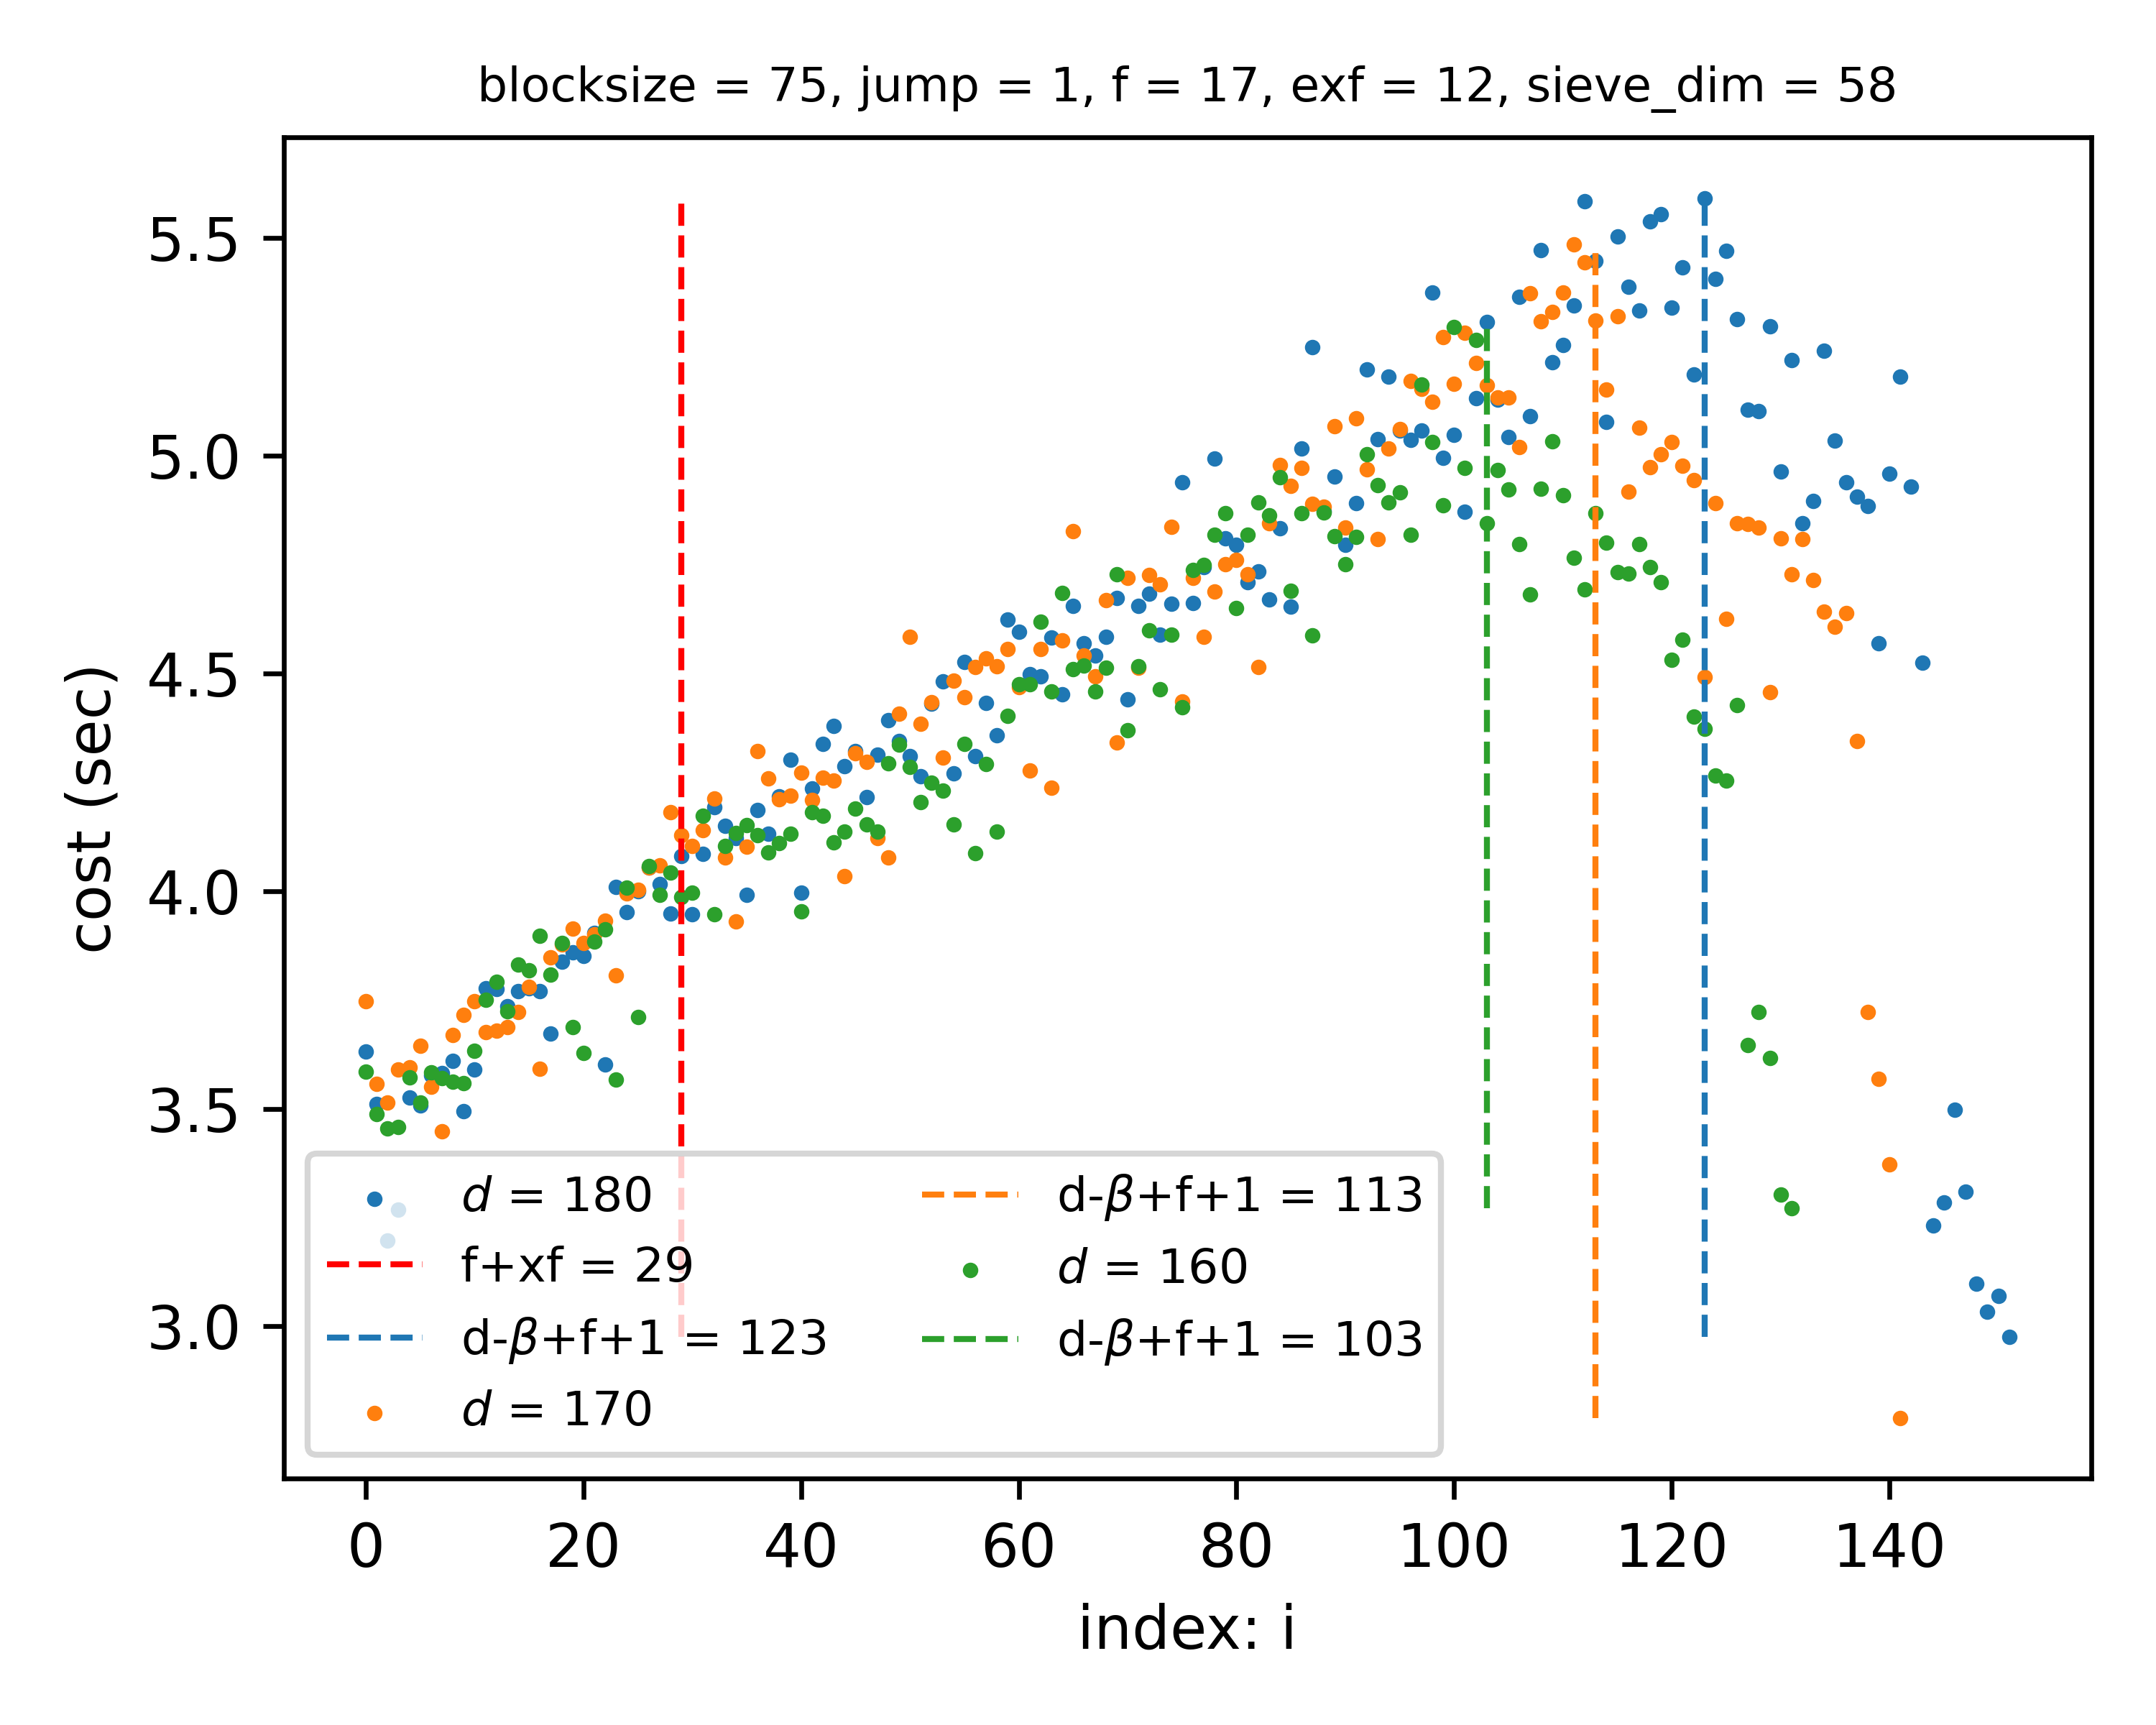 blocksize = 75, jump = 1, f = 17, exf = 12, sieve_dim = 58
cost (sec)
5.5
5.0
4.5
4.0
3.5
3.0
d = 180
f+xf = 29
d-β+f+1 = 123
d = 170
d-β+f+1 = 113
d = 160
d-β+f+1 = 103
0 20 40 60 80 100 120 140
index: i